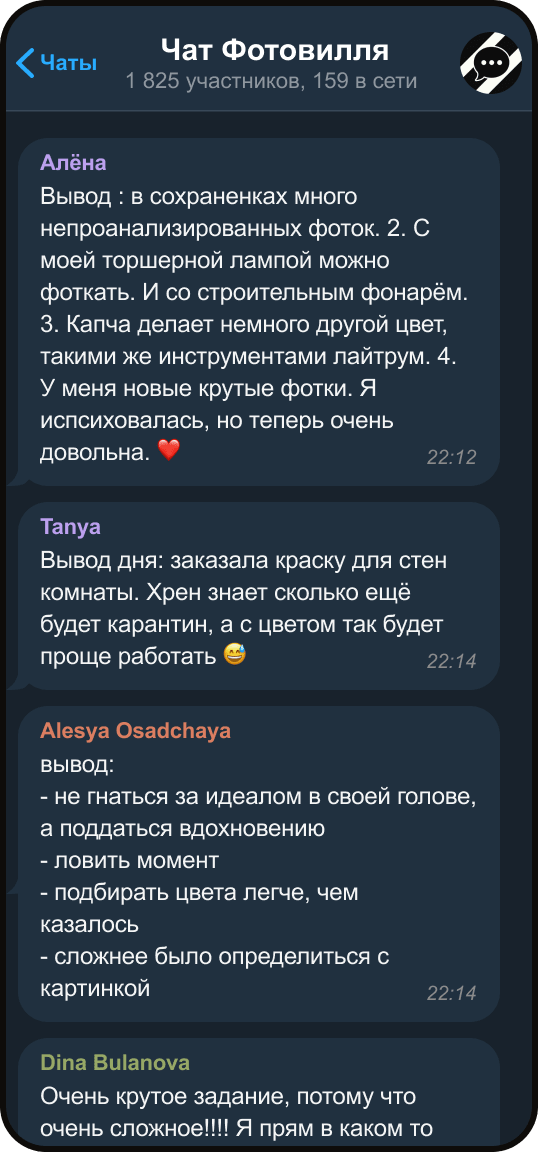 Чаты
Чат Фотовилля
1 825 участников, 159 в сети
Алёна
Вывод : в сохраненках много
непроанализированных фоток. 2. С
моей торшерной лампой можно
фоткать. И со строительным фонарём.
3. Капча делает немного другой цвет,
такими же инструментами лайтрум. 4.
У меня новые крутые фотки. Я
испсиховалась, но теперь очень
довольна. ❤️
22:12
Tanya
Вывод дня: заказала краску для стен
комнаты. Хрен знает сколько ещё
будет карантин, а с цветом так будет
проще работать 😅
22:14
Alesya Osadchaya
вывод:
- не гнаться за идеалом в своей голове,
а поддаться вдохновению
- ловить момент
- подбирать цвета легче, чем
казалось
- сложнее было определиться с
картинкой
22:14
Dina Bulanova
Очень крутое задание, потому что
очень сложное!!!! Я прям в каком то